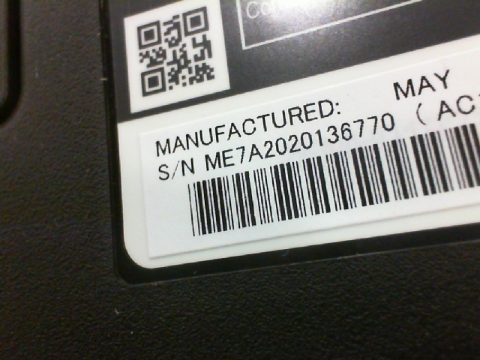 MANUFACTURED: MAY
S/N ME7A2020136770 ( AC